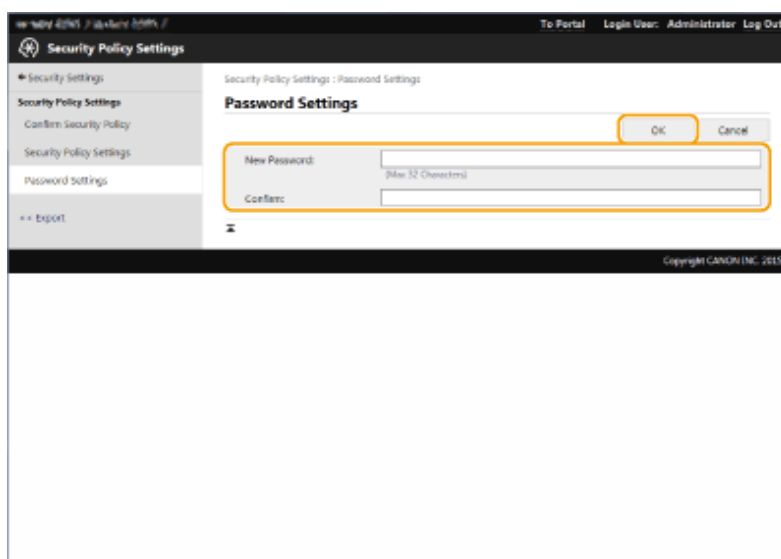 To Portal Login User: Administrator Log Out
Security Policy Settings
Security Settings
Security Policy Settings : Password Settings
Security Policy Settings
Password Settings
Confirm Security Policy
OK Cancel
Security Policy Settings
New Password:
(Max 32 Characters)
Password Settings
Confirm:
<< Export
Copyright CANON INC. 2015